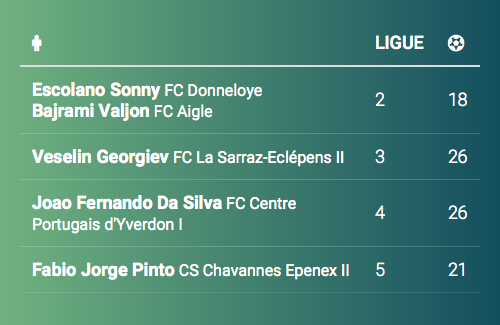 LIGUE
Escolano Sonny FC Donneloye
Bajrami Valjon FC Aigle
2 18
Veselin Georgiev FC La Sarraz-Eclépens II 3 26
Joao Fernando Da Silva FC Centre
Portugais d'Yverdon I
4 26
Fabio Jorge Pinto CS Chavannes Epenex II 5 21